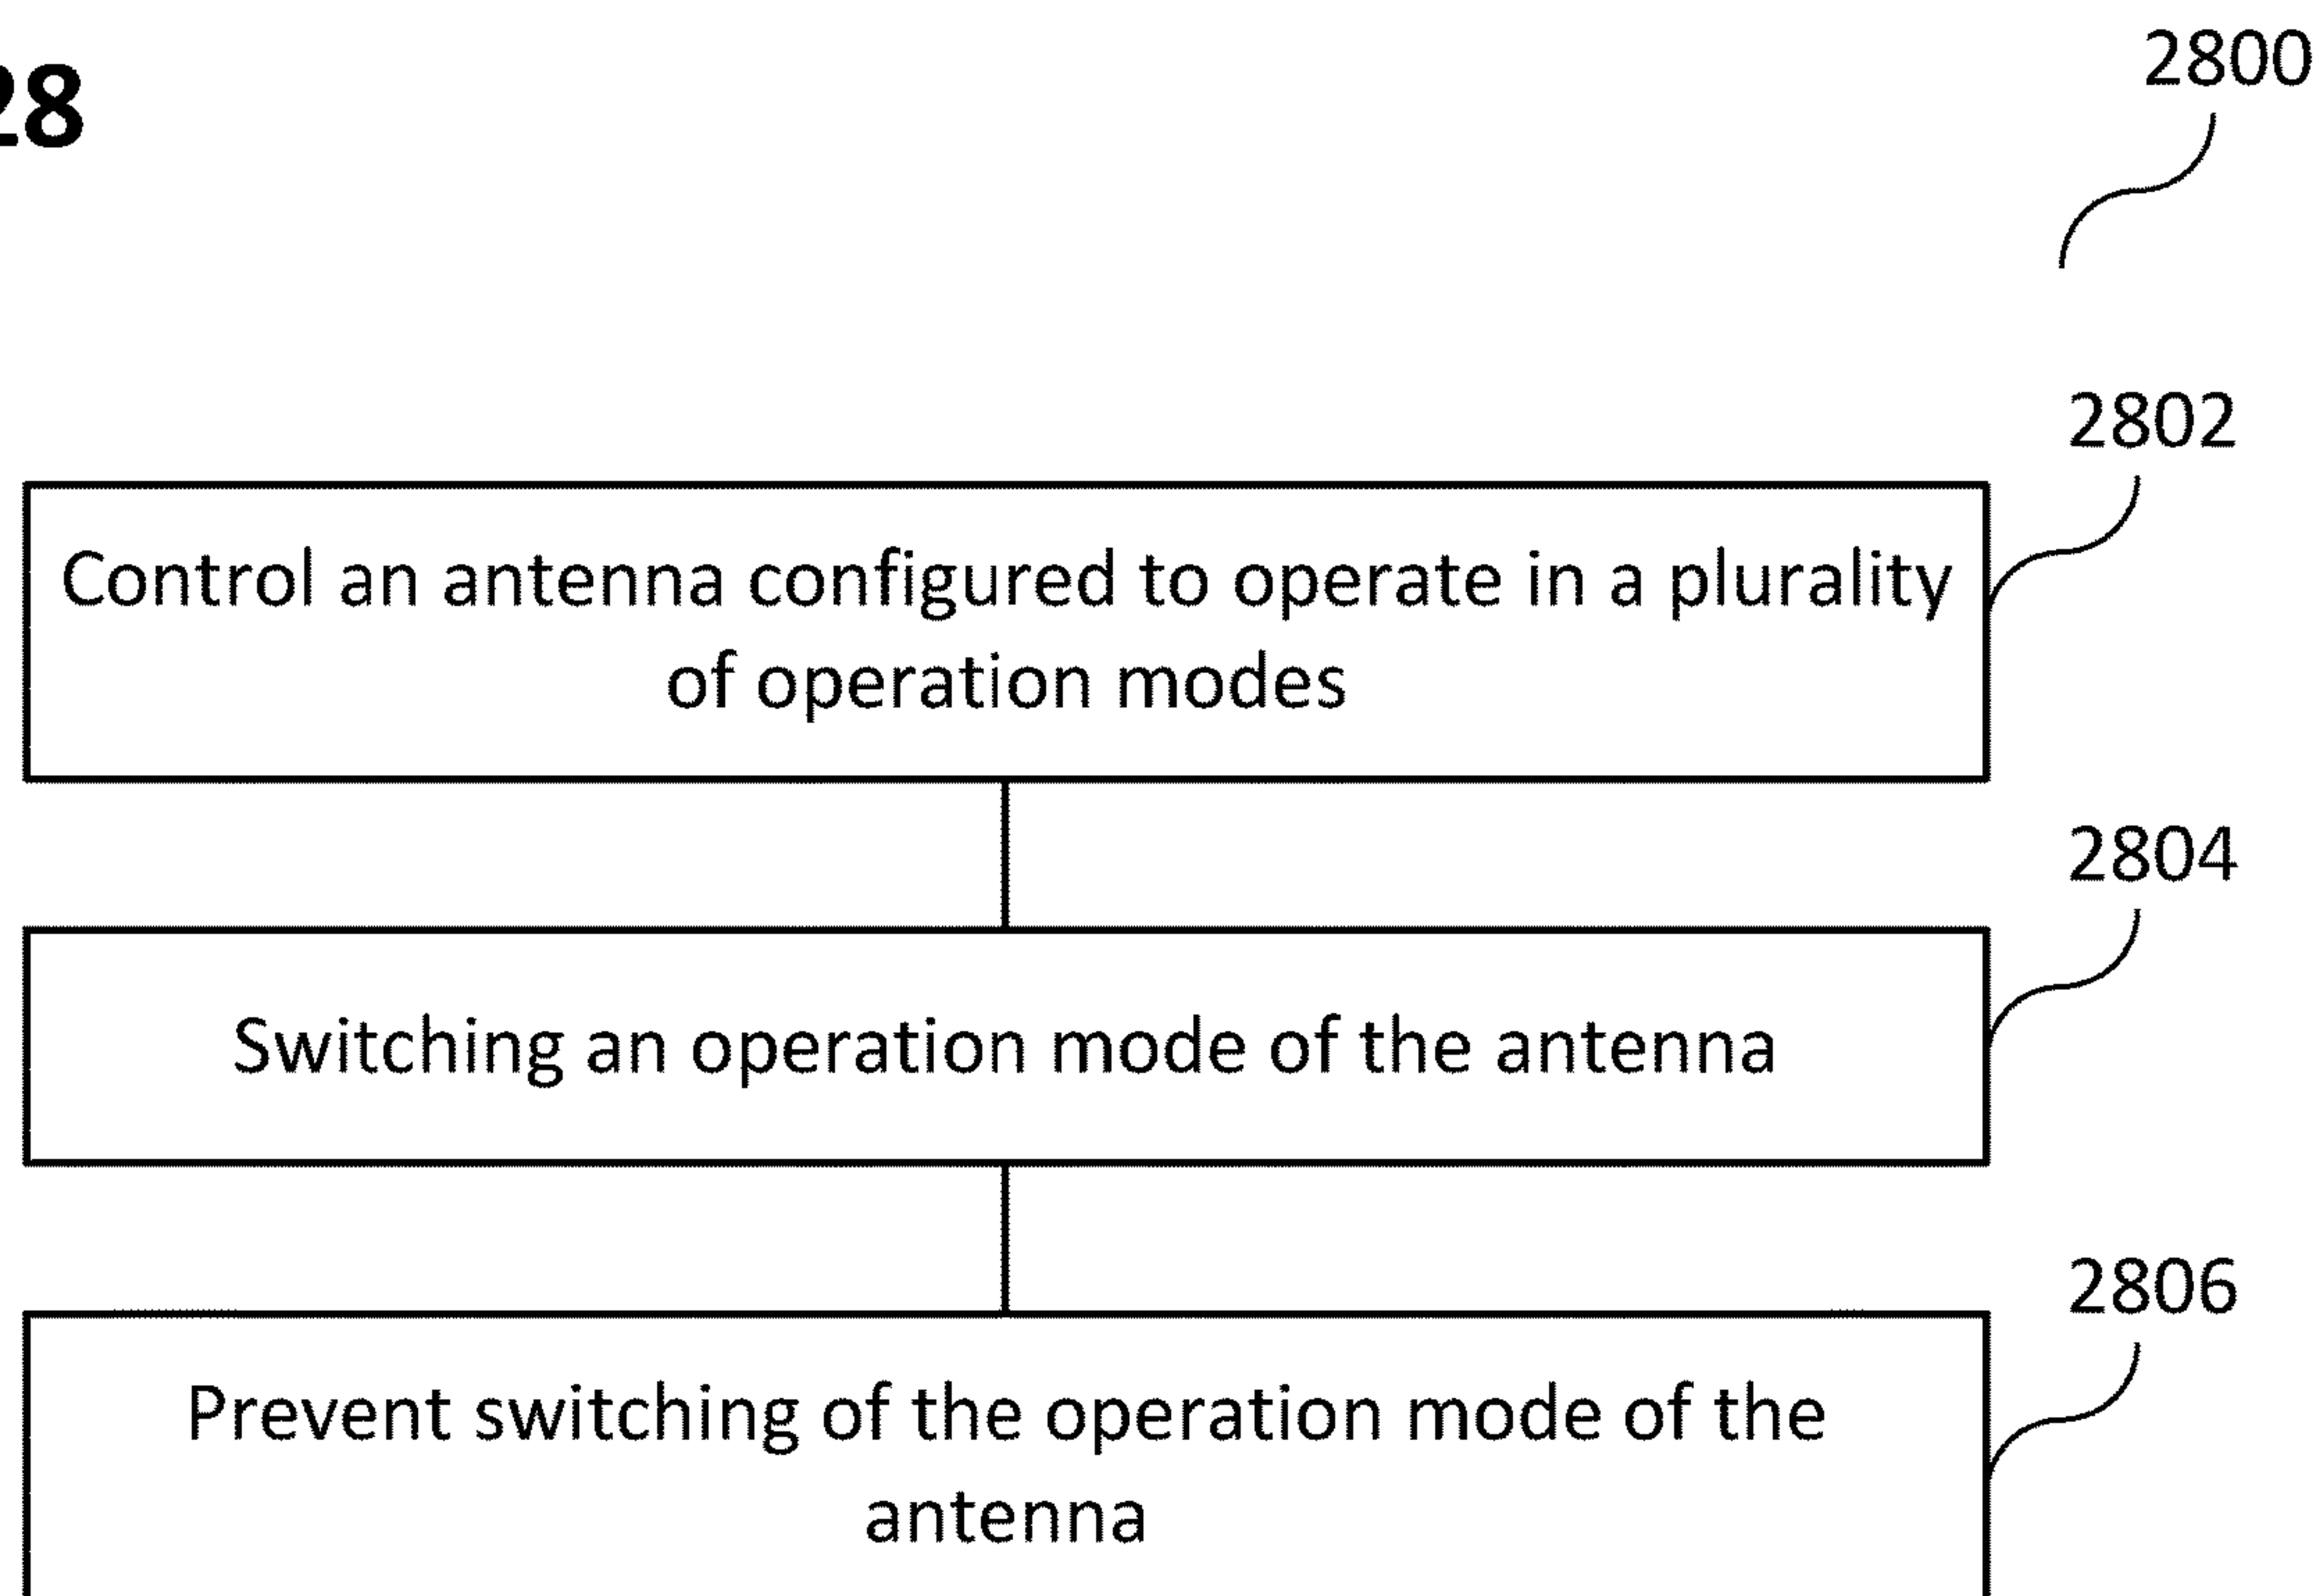 28
2800
2802
Control an antenna configured to operate in a plurality
of operation modes
2804
Switching an operation mode of the antenna
2806
Prevent switching of the operation mode of the
antenna